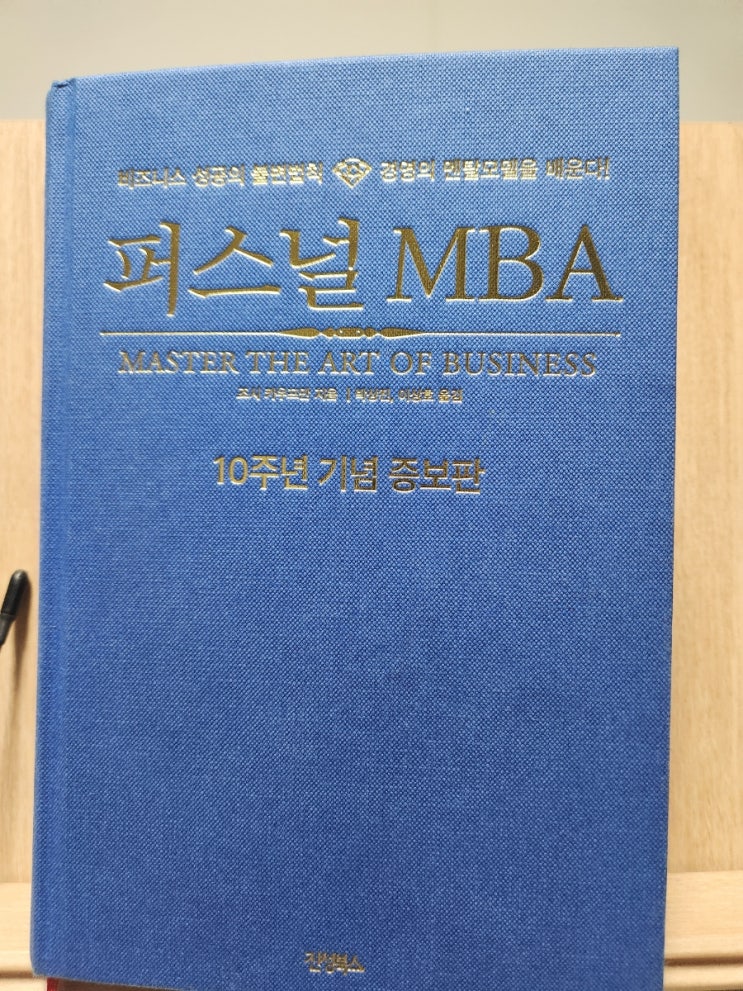 비즈니스 성공의 불변법칙 경영의 멘탈모델을 배운다!
퍼스널 MBA
MASTER THE ART OF BUSINESS
조시 카우프만 지음 | 박상진, 이상호 옮김
10주년 기념 증보판
진성북스